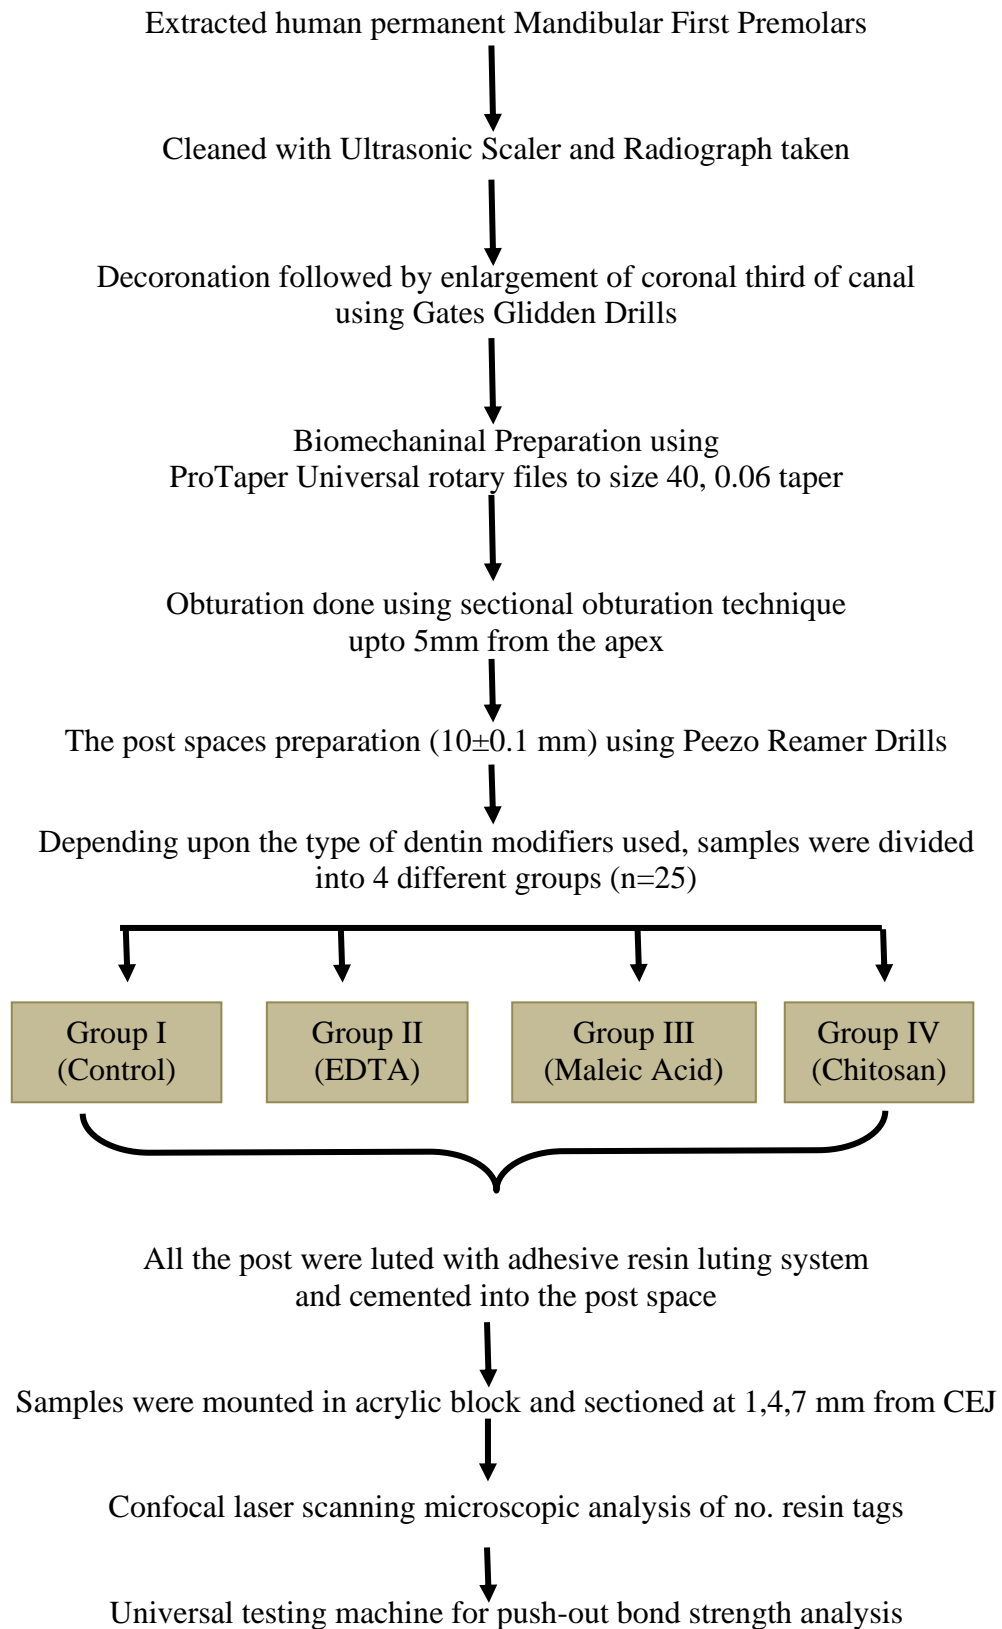 Extracted human permanent Mandibular First Premolars
Cleaned with Ultrasonic Scaler and Radiograph taken
Decoronation followed by enlargement of coronal third of canal
using Gates Glidden Drills
Biomechaninal Preparation using
ProTaper Universal rotary files to size 40, 0.06 taper
Obturation done using sectional obturation technique
upto 5mm from the apex
The post spaces preparation (10±0.1 mm) using Peezo Reamer Drills
Depending upon the type of dentin modifiers used, samples were divided
into 4 different groups (n=25)
Group I
(Control)
Group II
(EDTA)
Group III
(Maleic Acid)
Group IV
(Chitosan)
All the post were luted with adhesive resin luting system
and cemented into the post space
Samples were mounted in acrylic block and sectioned at 1,4,7 mm from CEJ
Confocal laser scanning microscopic analysis of no. resin tags
Universal testing machine for push-out bond strength analysis